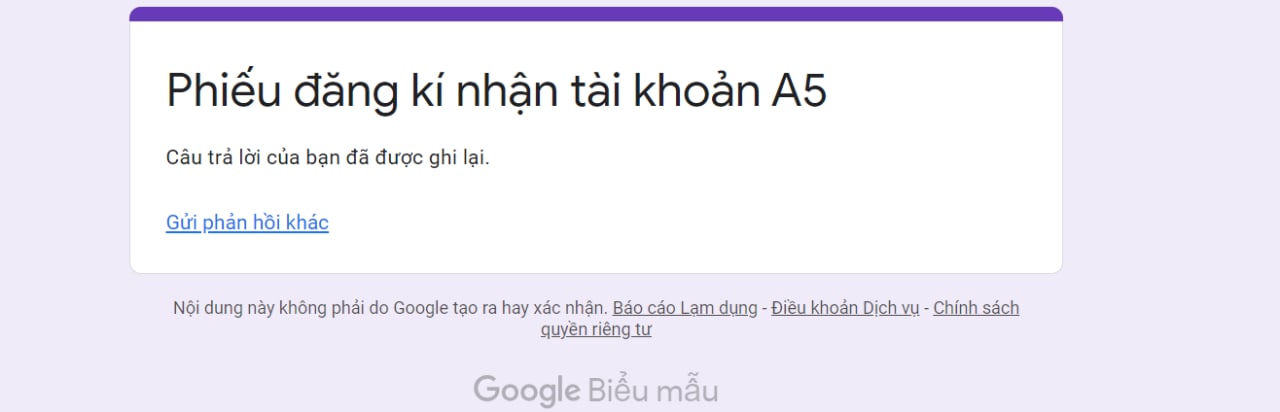 Phiếu đăng kí nhận tài khoản A5
Câu trả lời của bạn đã được ghi lại.
Gửi phản hồi khác
Nội dung này không phải do Google tạo ra hay xác nhận. Báo cáo Lạm dụng - Điều khoản Dịch vụ - Chính sách
quyền riêng tư
Google Biểu mẫu